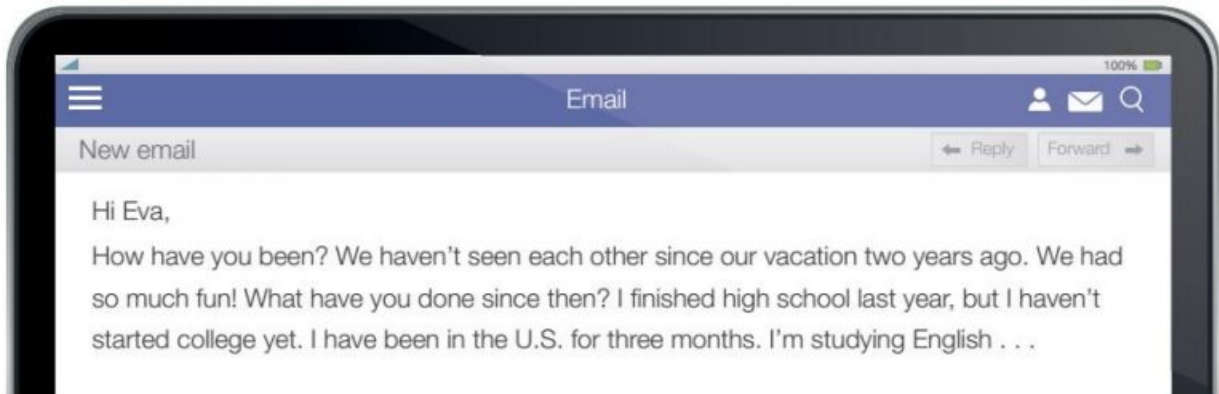 100%
Email
New email
Reply
Forward
Hi Eva,
How have you been? We haven't seen each other since our vacation two years ago. We had
so much fun! What have you done since then? I finished high school last year, but I haven't
started college yet. I have been in the U.S. for three months. I'm studying English . . .